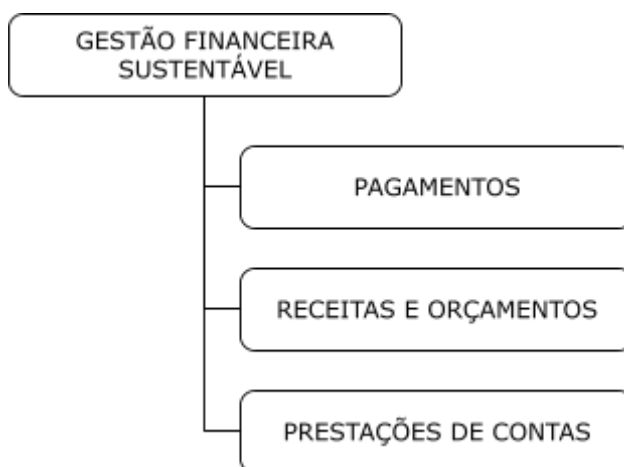 GESTÃO FINANCEIRA
SUSTENTÁVEL
PAGAMENTOS
RECEITAS E ORÇAMENTOS
PRESTAÇÕES DE CONTAS